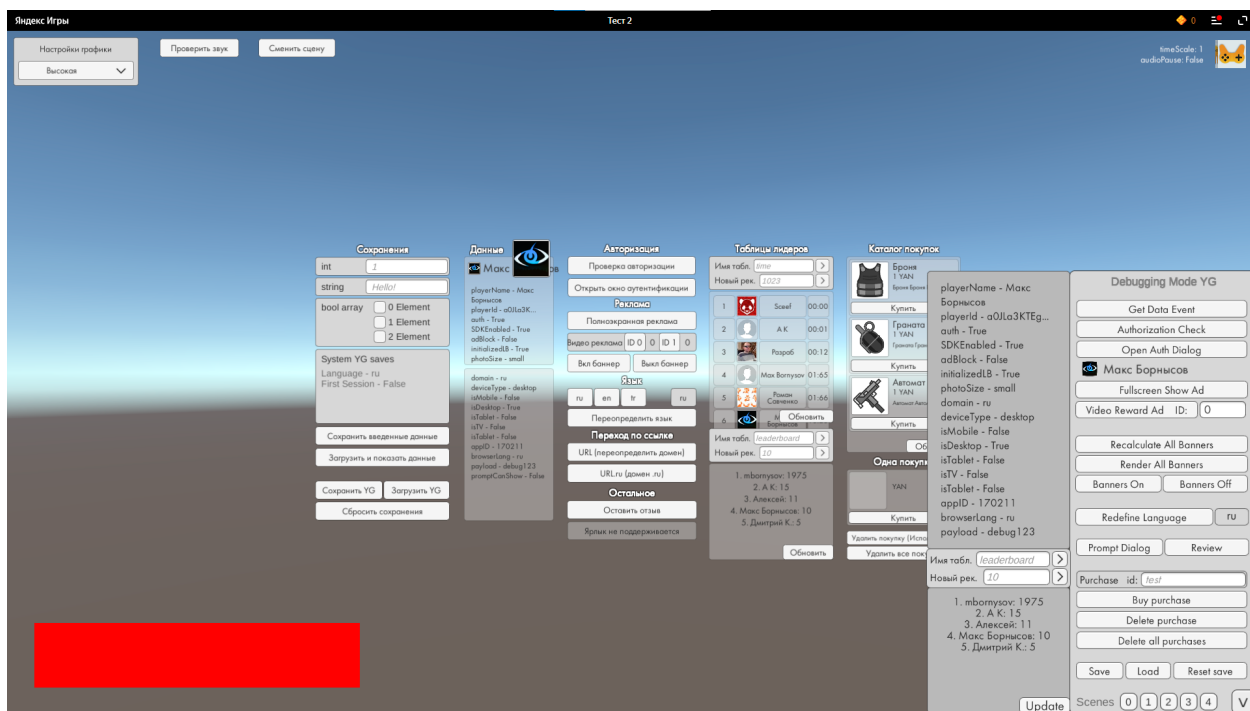 Яндекс Игры
Тест 2
0
Настройки графики
Высокая
Проверить звук
Сменить сцену
timeScale: 1
audioPause: False
Сохранения
int
1
string
Hello!
bool array
0 Element
1 Element
2 Element
System YG saves
Language - ru
First Session - False
Сохранить введенные данные
Загрузить и показать данные
Сохранить YG
Загрузить YG
Сбросить сохранения
Данные
Макс
ов
playerName - Макс
Борнысов
playerId - a0JLa3K...
auth - True
SDKEnabled - True
adBlock - False
initializedLB - True
photoSize - small
domain - ru
deviceType - desktop
isMobile - False
isDesktop - True
isTablet - False
isTV - False
isTablet - False
appID - 170211
browserLang - ru
payload - debug123
promptCanShow - False
Авторизация
Проверка авторизации
Открыть окно аутентификации
Реклама
Полноэкранная реклама
Видео реклама
ID 0
0
ID 1
0
Вкл баннер
Выкл баннер
Язык
ru
en
tr
ru
Переопределить язык
Переход по ссылке
URL (переопределить домен)
URL.ru (домен .ru)
Остальное
Оставить отзыв
Ярлык не поддерживается
Таблицы лидеров
Имя табл.
time
>
Новый рек.
1023
>
1
Sceef
00:00
2
A K
00:01
3
Разраб
00:12
4
Max Bornysov
01:65
5
Роман
Савченко
01:66
6
М
Борнысов
Обновить
Имя табл.
leaderboard
>
Новый рек.
10
>
1. mbornysov: 1975
2. A K: 15
3. Алексей: 11
4. Макс Борнысов: 10
5. Дмитрий К.: 5
Обновить
Каталог покупок
Броня
1 YAN
Купить
Граната
1 YAN
Купить
Автомат
1 YAN
Купить
Об
Одна покупк
YAN
Купить
Удалить покупку (Испо
Удалить все пок
playerName - Макс
Борнысов
playerId - a0JLa3KTEg...
auth - True
SDKEnabled - True
adBlock - False
initializedLB - True
photoSize - small
domain - ru
deviceType - desktop
isMobile - False
isDesktop - True
isTablet - False
isTV - False
isTablet - False
appID - 170211
browserLang - ru
payload - debug123
Имя табл.
leaderboard
>
Новый рек.
10
>
1. mbornysov: 1975
2. A K: 15
3. Алексей: 11
4. Макс Борнысов: 10
5. Дмитрий К.: 5
Update
Debugging Mode YG
Get Data Event
Authorization Check
Open Auth Dialog
Макс Борнысов
Fullscreen Show Ad
Video Reward Ad ID:
0
Recalculate All Banners
Render All Banners
Banners On
Banners Off
Redefine Language
ru
Prompt Dialog
Review
Purchase id:
test
Buy purchase
Delete purchase
Delete all purchases
Save
Load
Reset save
Scenes
0
1
2
3
4
V